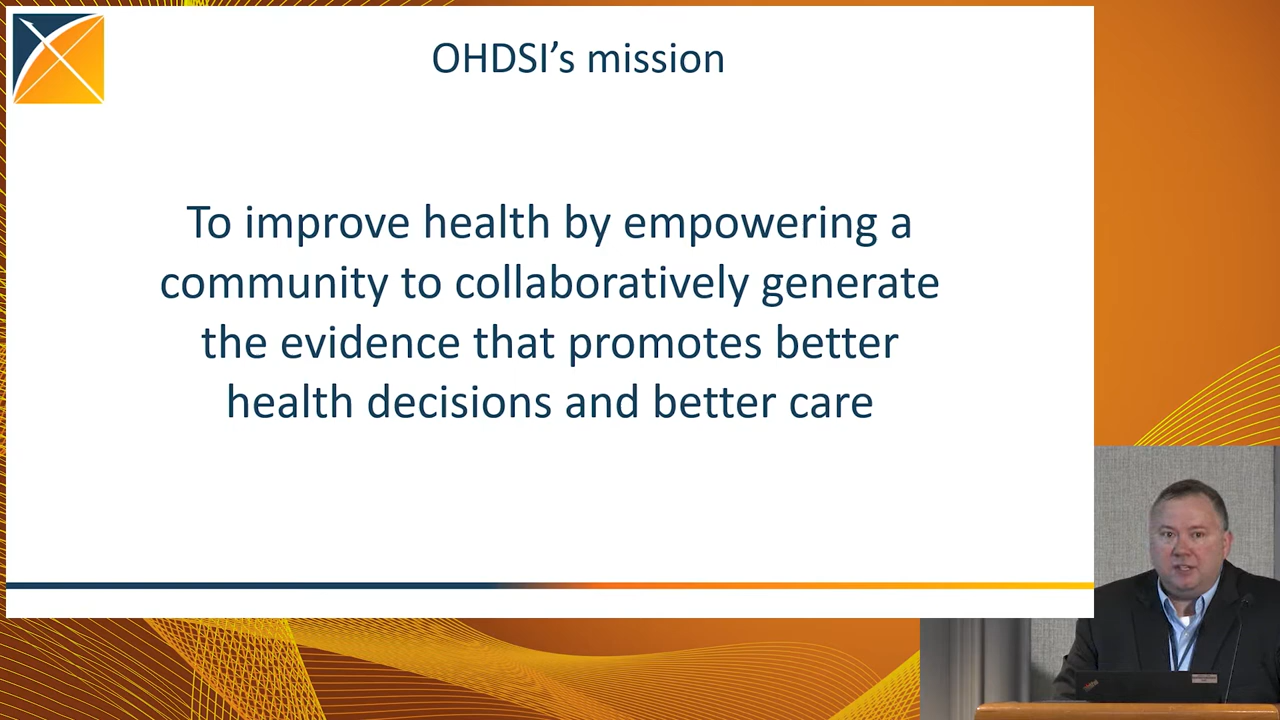 OHDSI’s mission
To improve health by empowering a
community to collaboratively generate
the evidence that promotes better
health decisions and better care